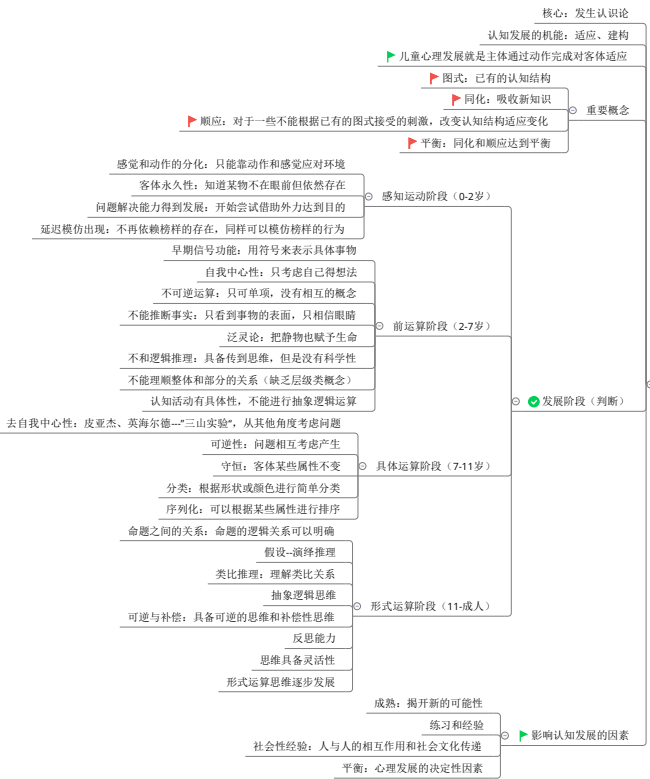 核心：发生认识论
认知发展的机能：适应、建构
儿童心理发展就是主体通过动作完成对客体适应
图式：已有的认知结构
同化：吸收新知识
重要概念
顺应：对于一些不能根据已有的图式接受的刺激，改变认知结构适应变化
平衡：同化和顺应达到平衡
感觉和动作的分化：只能靠动作和感觉应对环境
客体永久性：知道某物不在眼前但依然存在
感知运动阶段（0-2岁）
问题解决能力得到发展：开始尝试借助外力达到目的
延迟模仿出现：不再依赖榜样的存在，同样可以模仿榜样的行为
早期信号功能：用符号来表示具体事物
自我中心性：只考虑自己得想法
不可逆运算：只可单项，没有相互的概念
不能推断事实：只看到事物的表面，只相信眼睛
前运算阶段（2-7岁）
泛灵论：把静物也赋予生命
不和逻辑推理：具备传到思维，但是没有科学性
不能理顺整体和部分的关系（缺乏层级类概念）
认知活动有具体性，不能进行抽象逻辑运算
发展阶段（判断）
去自我中心性：皮亚杰、英海尔德---"三山实验"，从其他角度考虑问题
可逆性：问题相互考虑产生
守恒：客体某些属性不变
具体运算阶段（7-11岁）
分类：根据形状或颜色进行简单分类
序列化：可以根据某些属性进行排序
命题之间的关系：命题的逻辑关系可以明确
假设--演绎推理
类比推理：理解类比关系
抽象逻辑思维
形式运算阶段（11-成人）
可逆与补偿：具备可逆的思维和补偿性思维
反思能力
思维具备灵活性
形式运算思维逐步发展
成熟：揭开新的可能性
练习和经验
影响认知发展的因素
社会性经验：人与人的相互作用和社会文化传递
平衡：心理发展的决定性因素